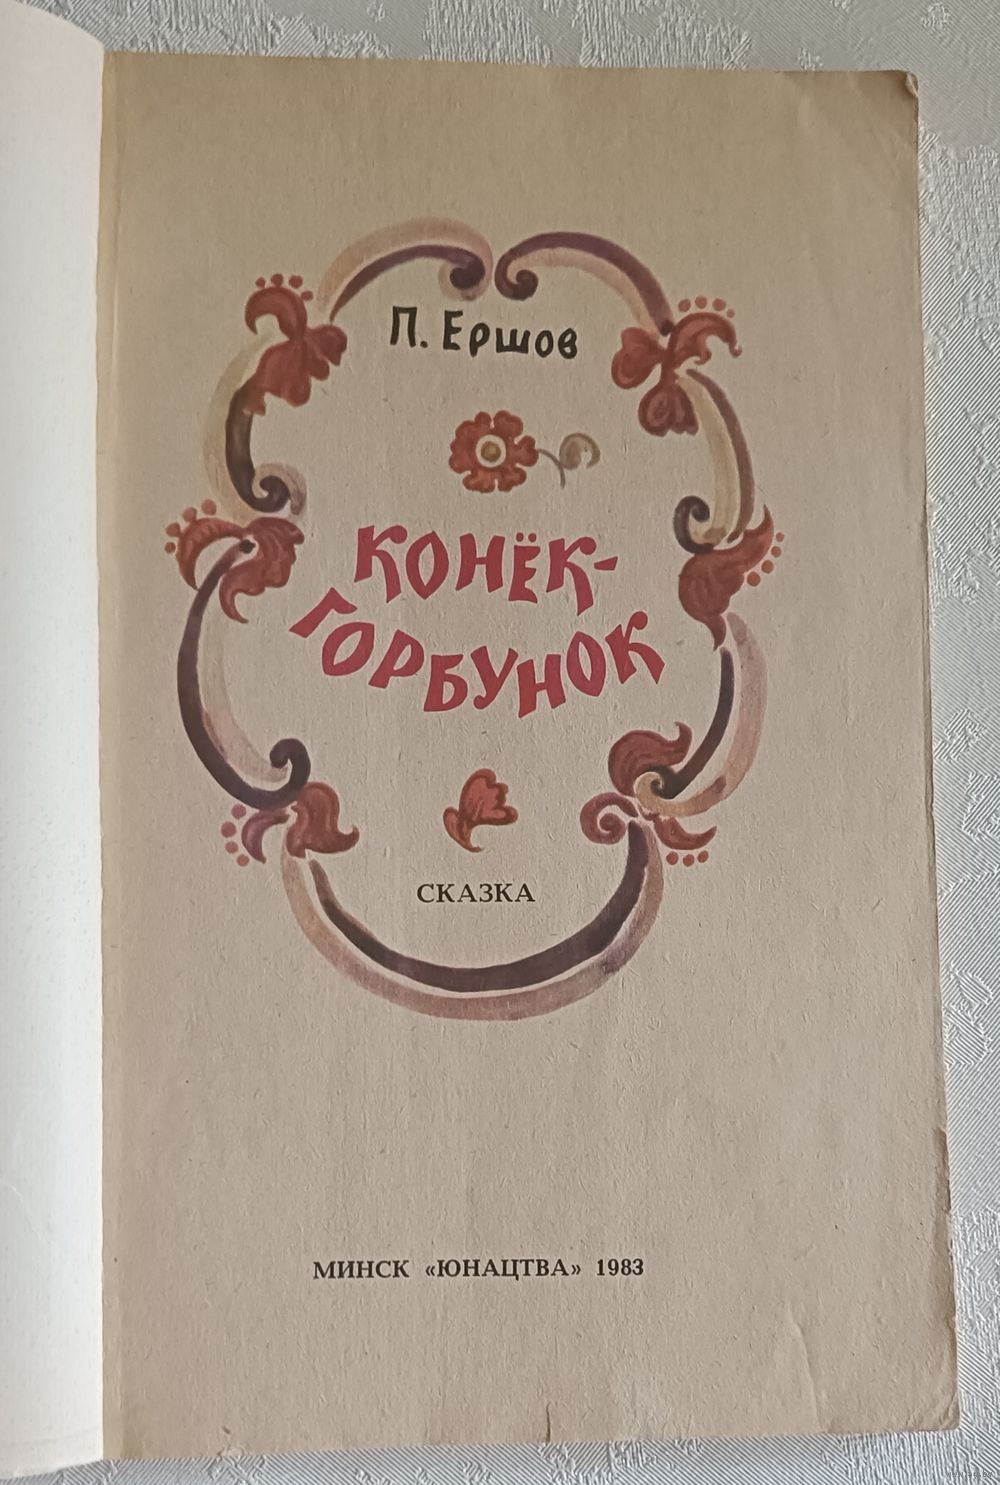 П. Ершов
КОНЁК-
ГОРБУНОК
СКАЗКА
МИНСК «ЮНАЦТВА» 1983